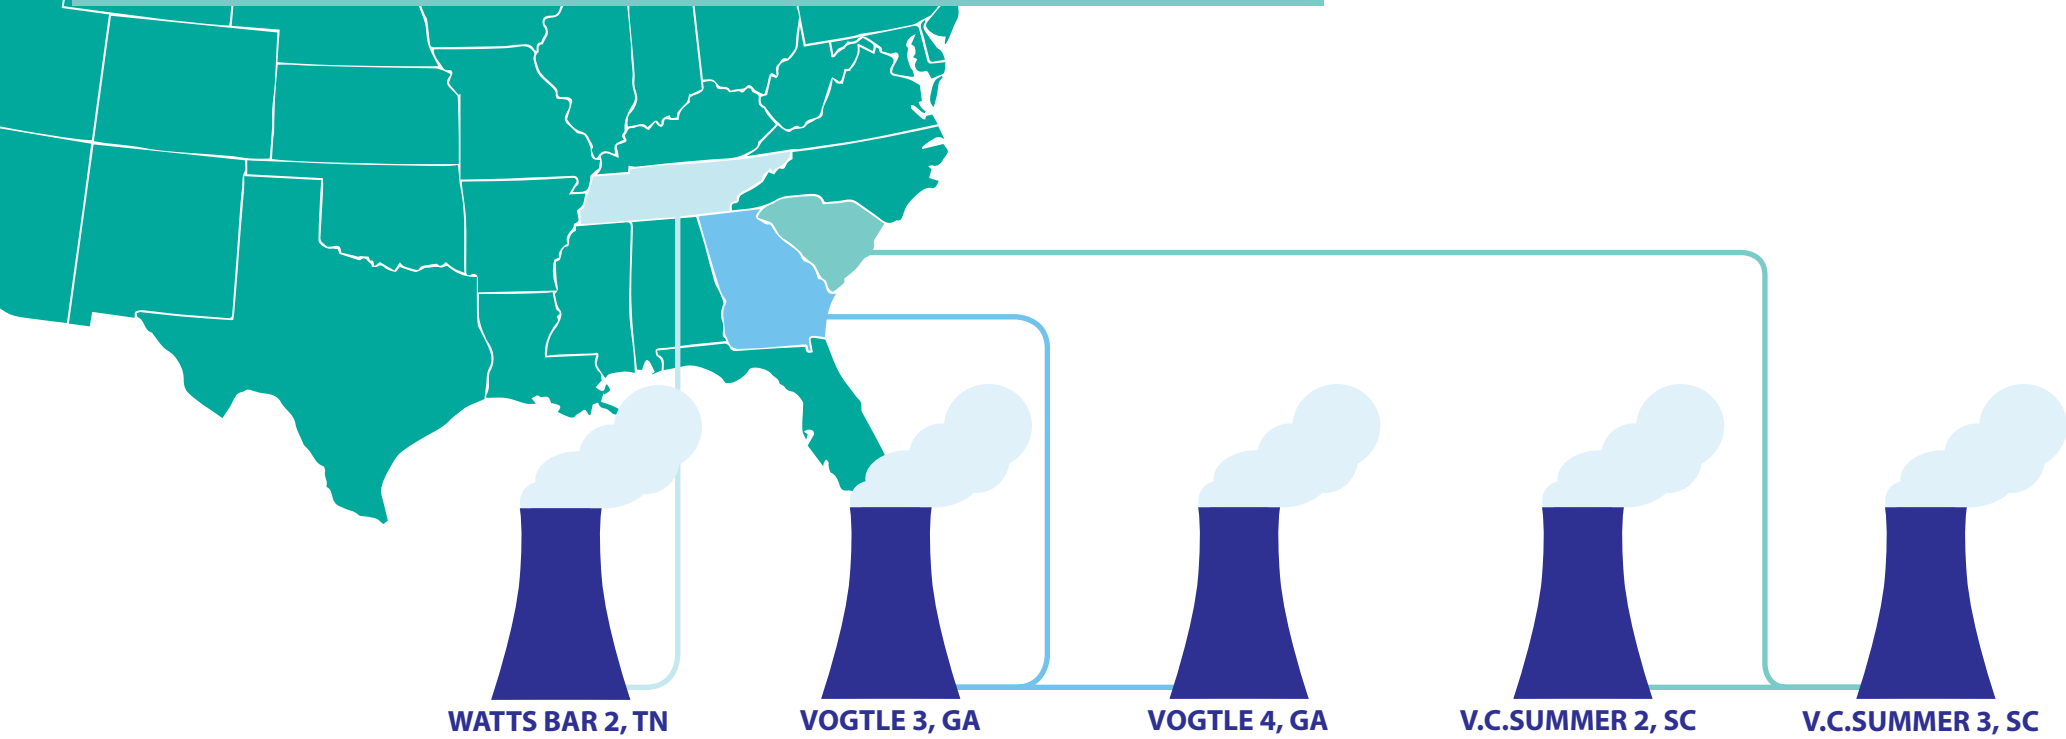 WATTS BAR 2, TN
VOGTLE 3, GA
VOGTLE 4, GA
V.C.SUMMER 2, SC
V.C.SUMMER 3, SC